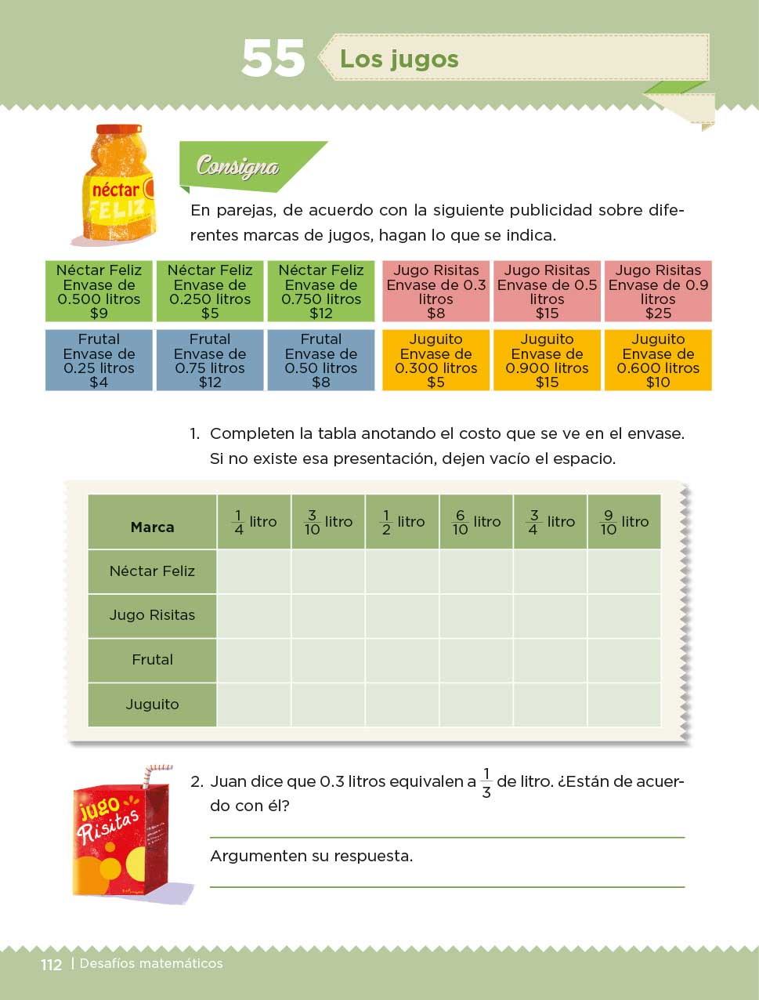 55
Los jugos
néctar
FELIZ
Consigna
En parejas, de acuerdo con la siguiente publicidad sobre dife-
rentes marcas de jugos, hagan lo que se indica.
Néctar Feliz
Envase de
0.500 litros
$9
Néctar Feliz
Envase de
0.250 litros
$5
Néctar Feliz
Envase de
0.750 litros
$12
Jugo Risitas
Envase de 0.3
litros
$8
Jugo Risitas
Envase de 0.5
litros
$15
Jugo Risitas
Envase de 0.9
litros
$25
Frutal
Envase de
0.25 litros
$4
Frutal
Envase de
0.75 litros
$12
Frutal
Envase de
0.50 litros
$8
Juguito
Envase de
0.300 litros
$5
Juguito
Envase de
0.900 litros
$15
Juguito
Envase de
0.600 litros
$10
1. Completen la tabla anotando el costo que se ve en el envase.
Si no existe esa presentación, dejen vacío el espacio.
Marca 1/4 litro 3/10 litro 1/2 litro 6/10 litro 3/4 litro 9/10 litro
Néctar Feliz
Jugo Risitas
Frutal
Juguito
jugo
Risitas
2. Juan dice que 0.3 litros equivalen a 1/3 de litro. ¿Están de acuer-
do con él?
Argumenten su respuesta.
112 | Desafíos matemáticos